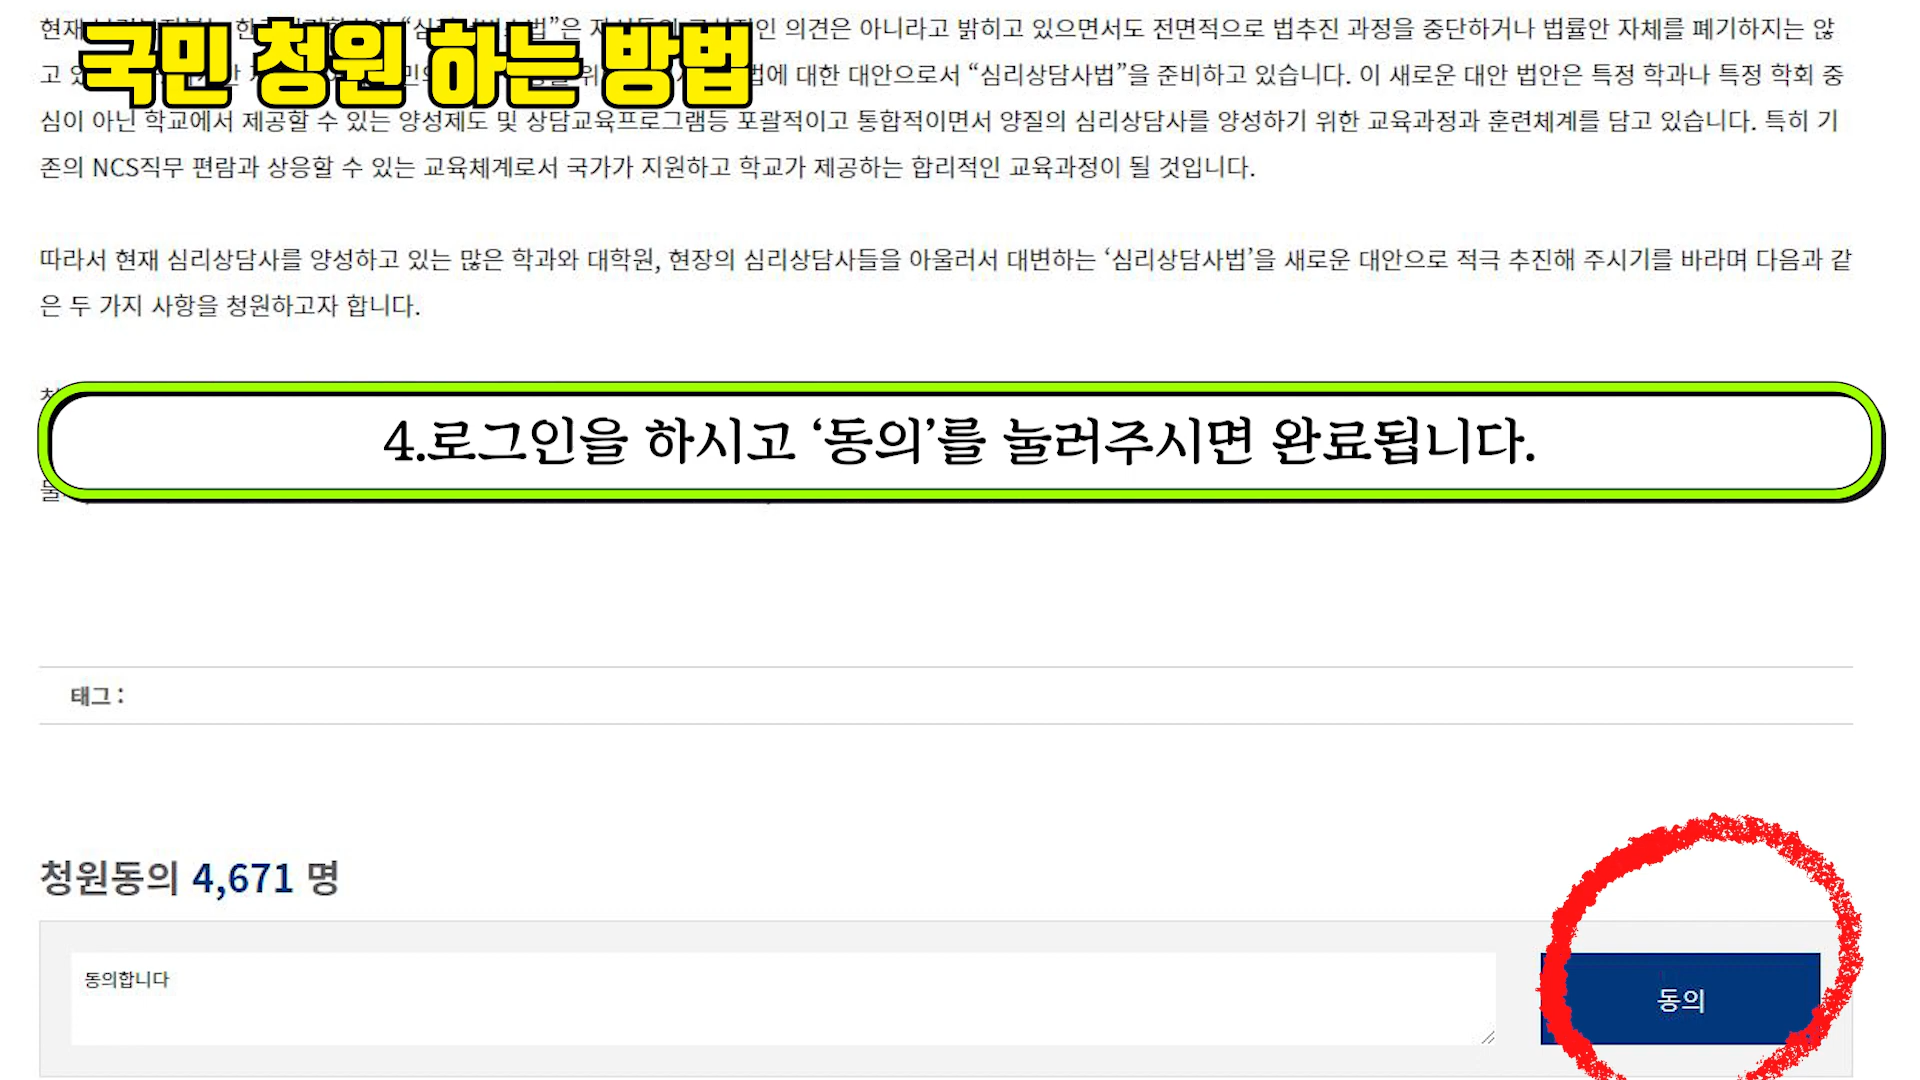 국민 청원 하는 방법
현재 “심 법”은 인 의견은 아니라고 밝히고 있으면서도 전면적으로 법추진 과정을 중단하거나 법률안 자체를 폐기하지는 않
고 법에 대한 대안으로서 “심리상담사법”을 준비하고 있습니다. 이 새로운 대안 법안은 특정 학과나 특정 학회 중
심이 아닌 학교에서 제공할 수 있는 양성제도 및 상담교육프로그램등 포괄적이고 통합적이면서 양질의 심리상담사를 양성하기 위한 교육과정과 훈련체계를 담고 있습니다. 특히 기
존의 NCS직무 편람과 상응할 수 있는 교육체계로서 국가가 지원하고 학교가 제공하는 합리적인 교육과정이 될 것입니다.
따라서 현재 심리상담사를 양성하고 있는 많은 학과와 대학원, 현장의 심리상담사들을 아울러서 대변하는 ‘심리상담사법’을 새로운 대안으로 적극 추진해 주시기를 바라며 다음과 같
은 두 가지 사항을 청원하고자 합니다.
4.로그인을 하시고 ‘동의’를 눌러주시면 완료됩니다.
태그 :
청원동의 4,671 명
동의합니다
동의